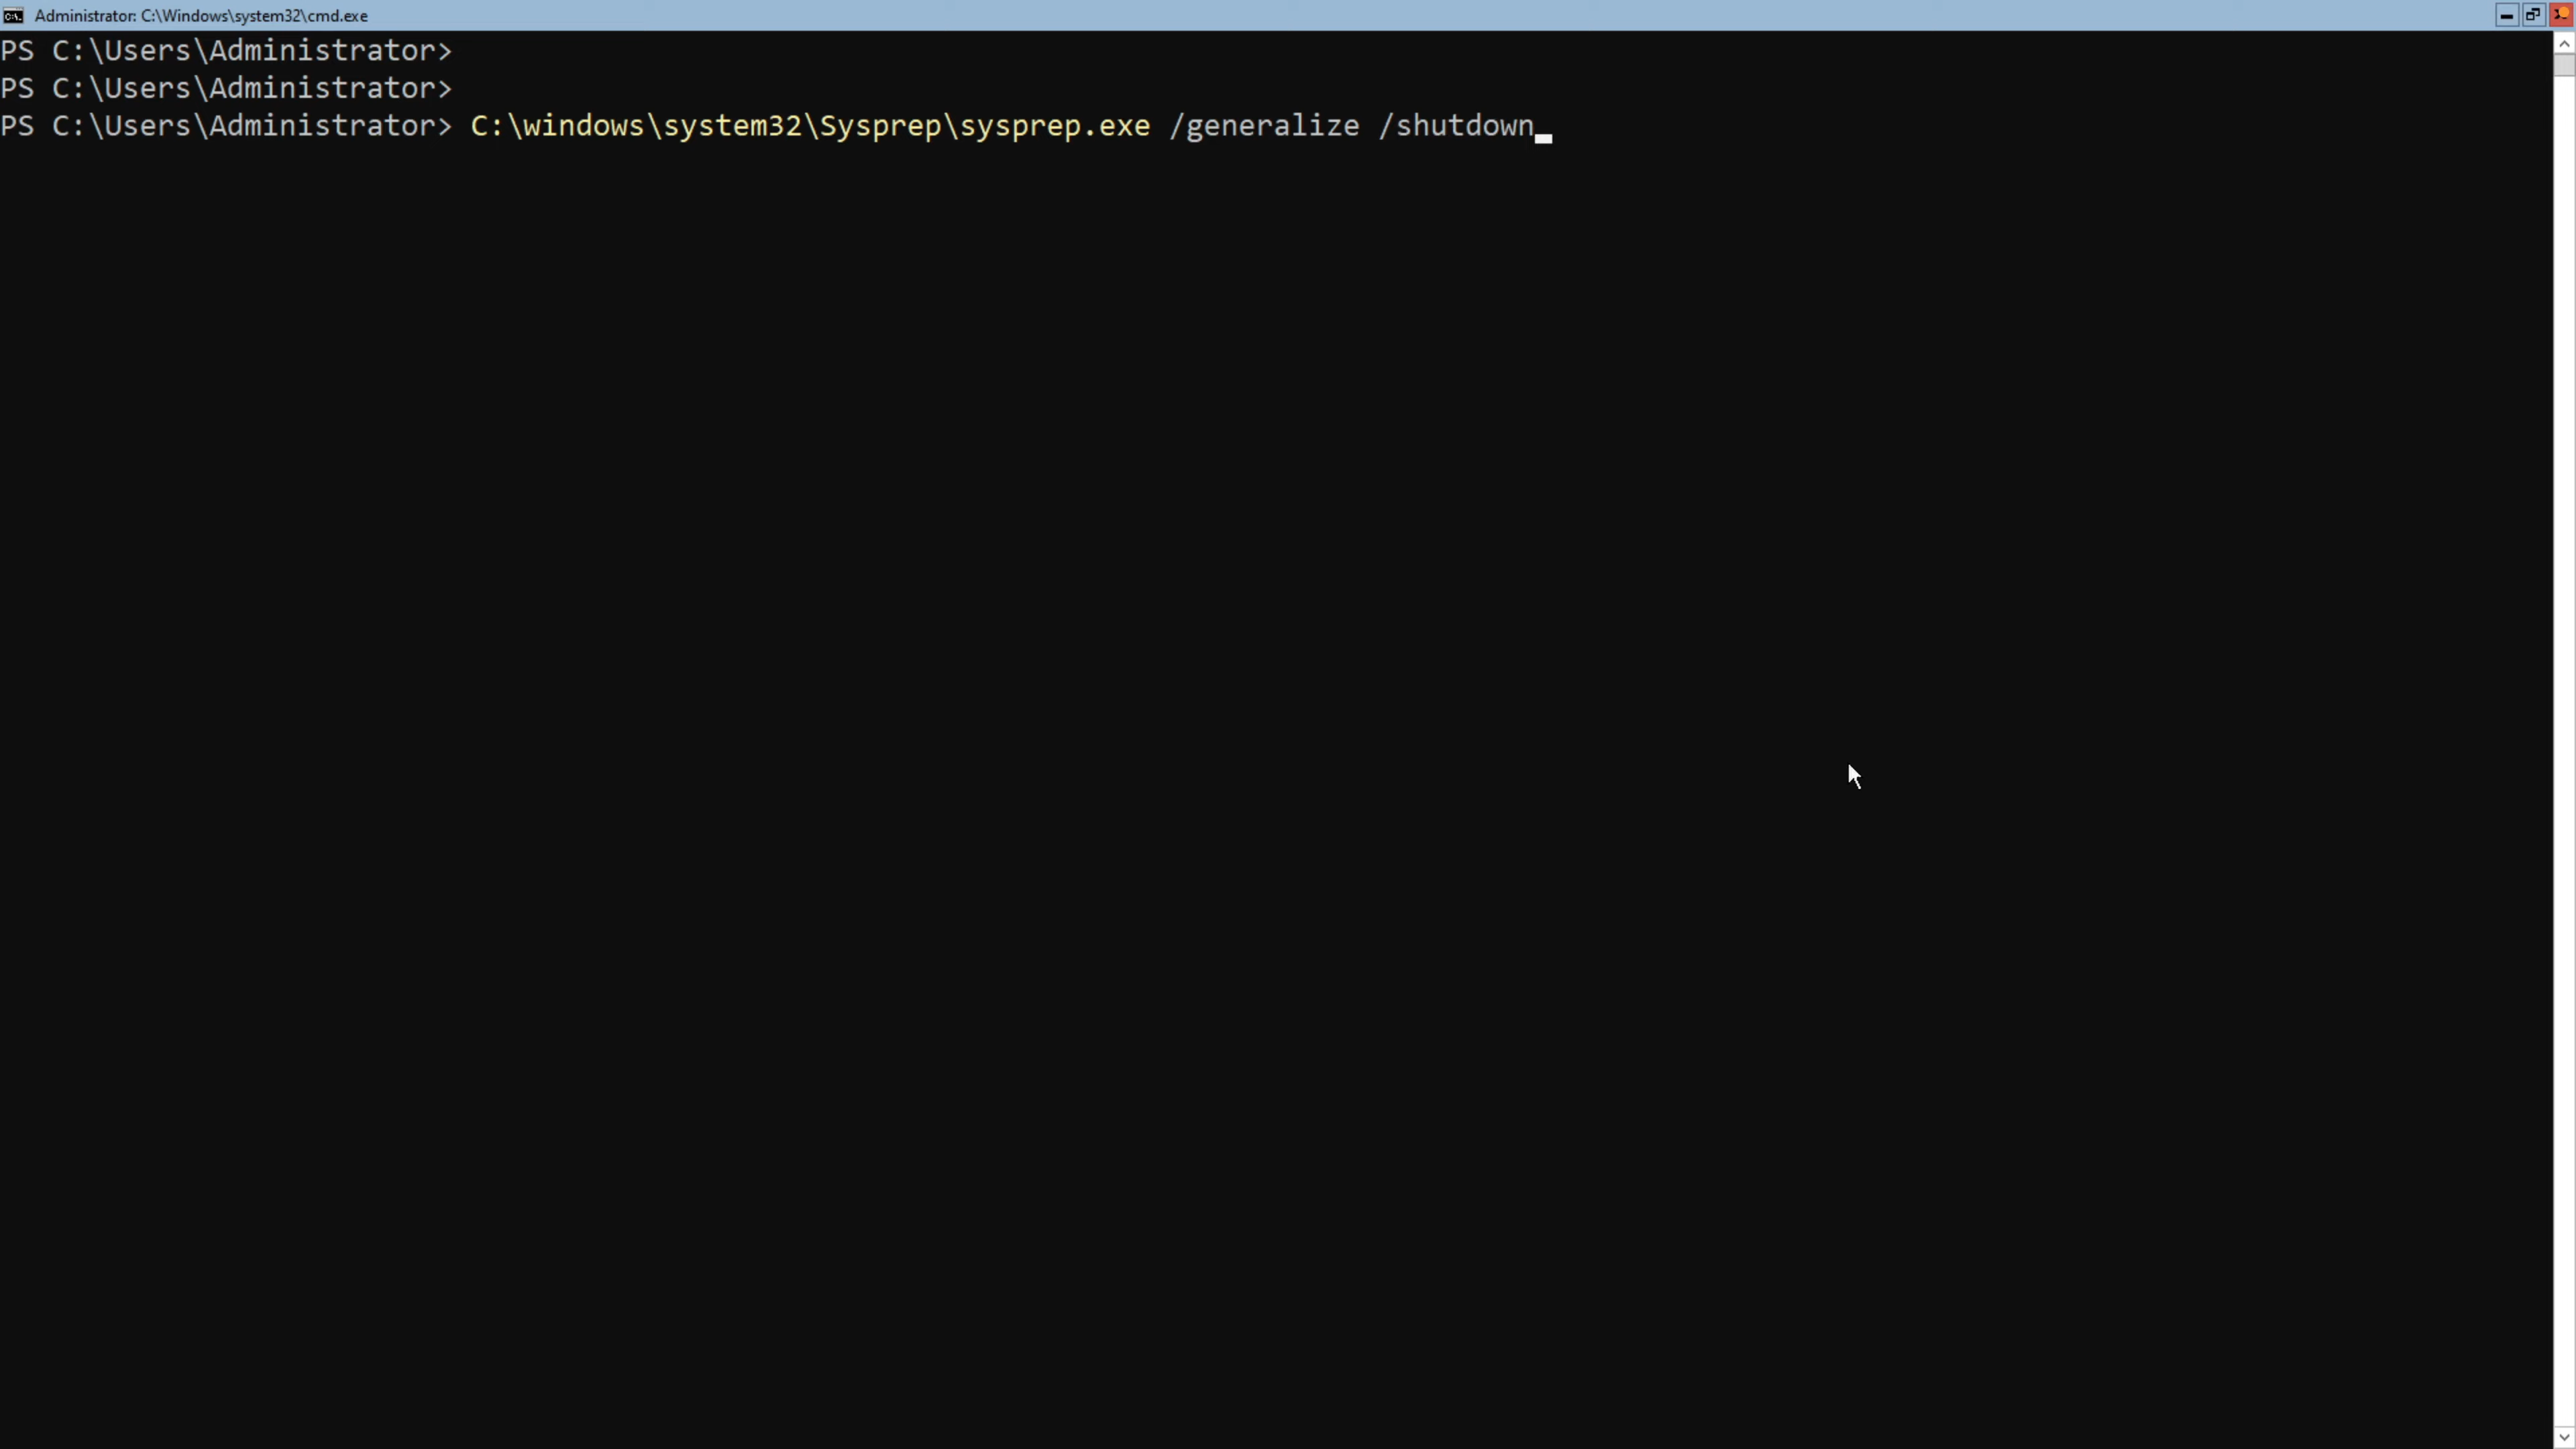 Administrator: C:\Windows\system32\cmd.exe
PS C:\Users\Administrator>
PS C:\Users\Administrator>
PS C:\Users\Administrator> C:\windows\system32\Sysprep\sysprep.exe /generalize /shutdown